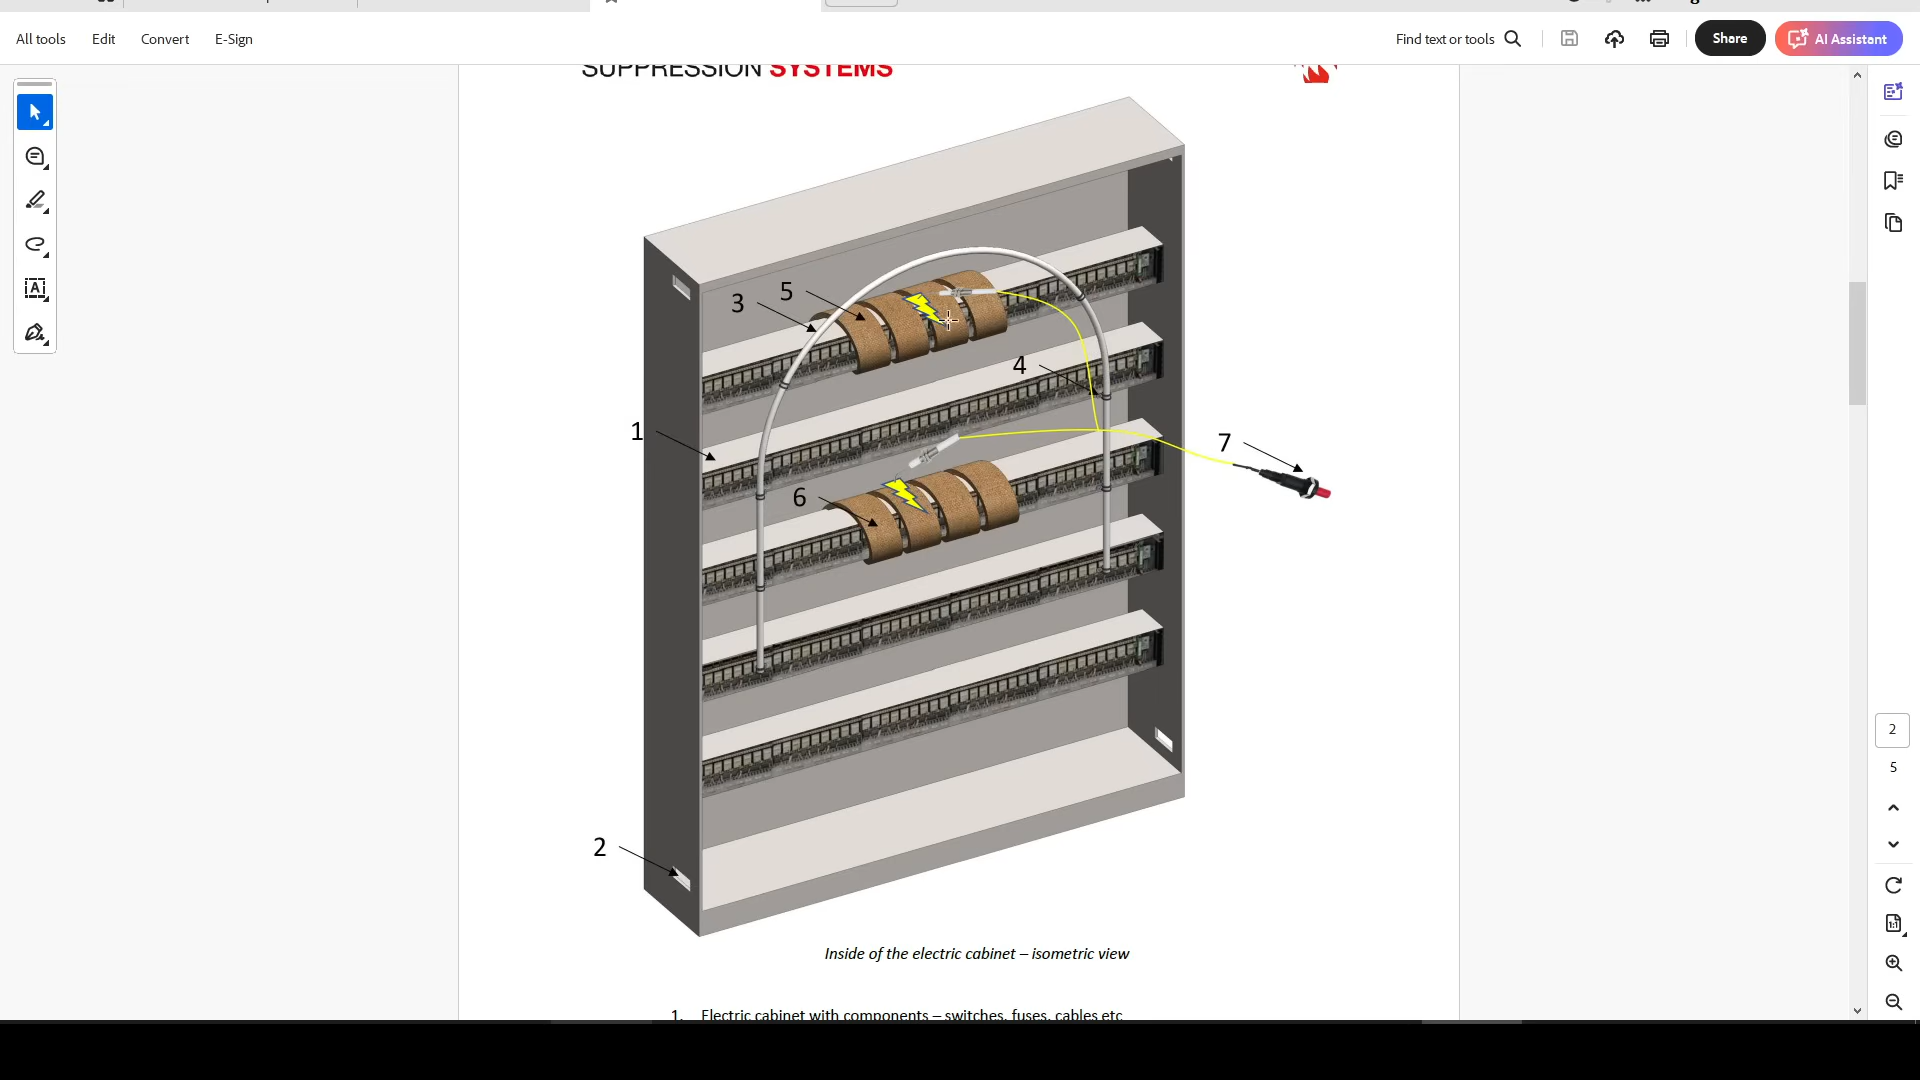 All tools
Edit
Convert
E-Sign
Find text or tools
Share
AI Assistant
SUPPRESSION SYSTEMS
5
3
4
1
7
6
2
2
5
Inside of the electric cabinet – isometric view
1. Electric cabinet with components – switches, fuses, cables etc